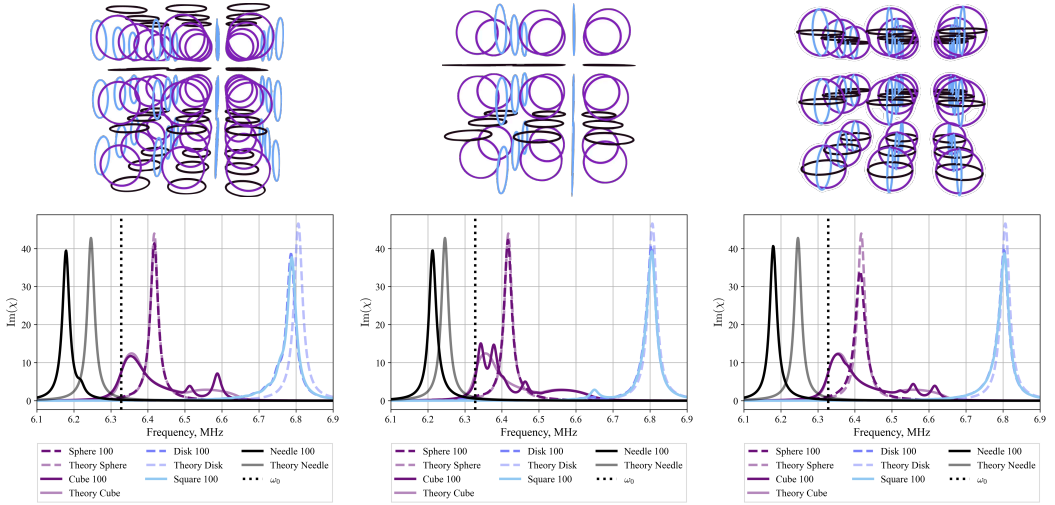 40
30
20
10
0
Im(χ)
6.1 6.2 6.3 6.4 6.5 6.6 6.7 6.8 6.9
Frequency, MHz
Sphere 100 Disk 100 Needle 100
Theory Sphere Theory Disk Theory Needle
Cube 100 Square 100 ω₀
Theory Cube
40
30
20
10
0
Im(χ)
6.1 6.2 6.3 6.4 6.5 6.6 6.7 6.8 6.9
Frequency, MHz
Sphere 100 Disk 100 Needle 100
Theory Sphere Theory Disk Theory Needle
Cube 100 Square 100 ω₀
Theory Cube
40
30
20
10
0
Im(χ)
6.1 6.2 6.3 6.4 6.5 6.6 6.7 6.8 6.9
Frequency, MHz
Sphere 100 Disk 100 Needle 100
Theory Sphere Theory Disk Theory Needle
Cube 100 Square 100 ω₀
Theory Cube